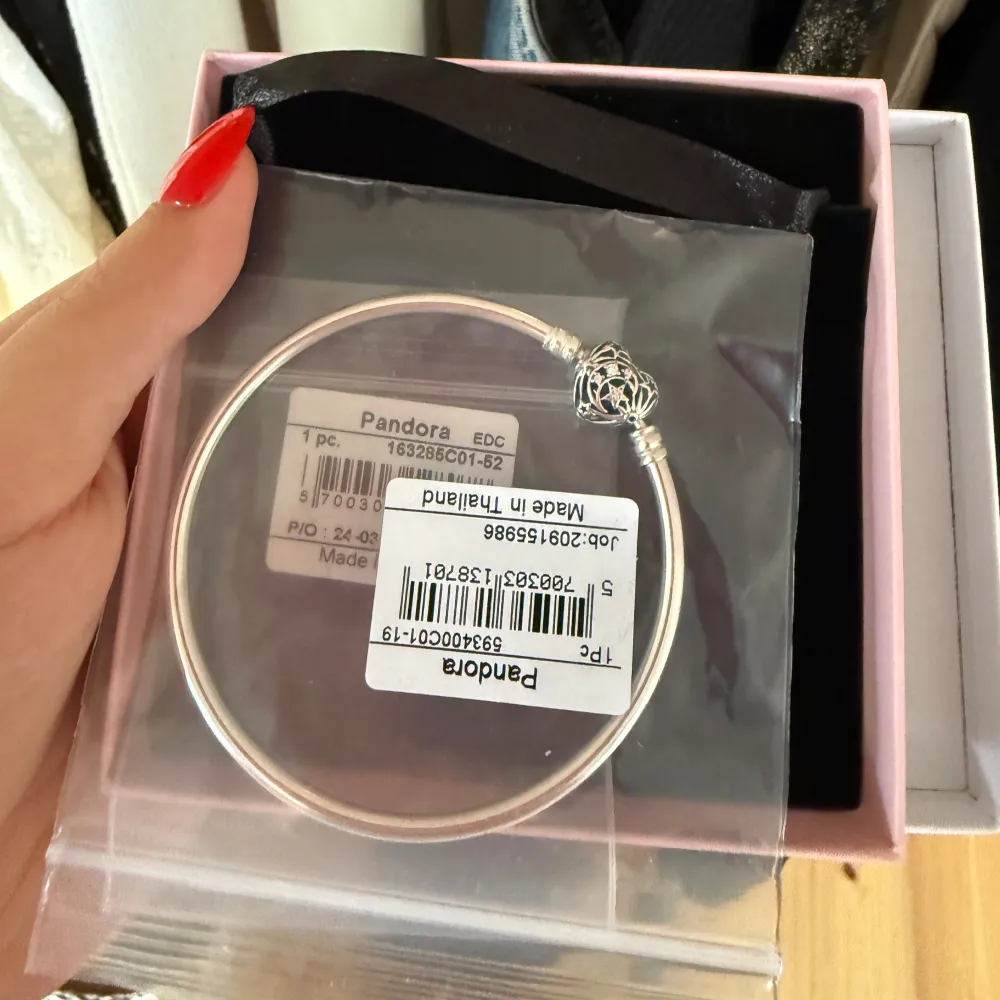 Pandora EDC
1 pc. 163285C01-52
5 70030
P/O : 24-03
Made
Pandora
1Pc 593400C01-19
5 700303 138701
Job:209155986
Made in Thailand